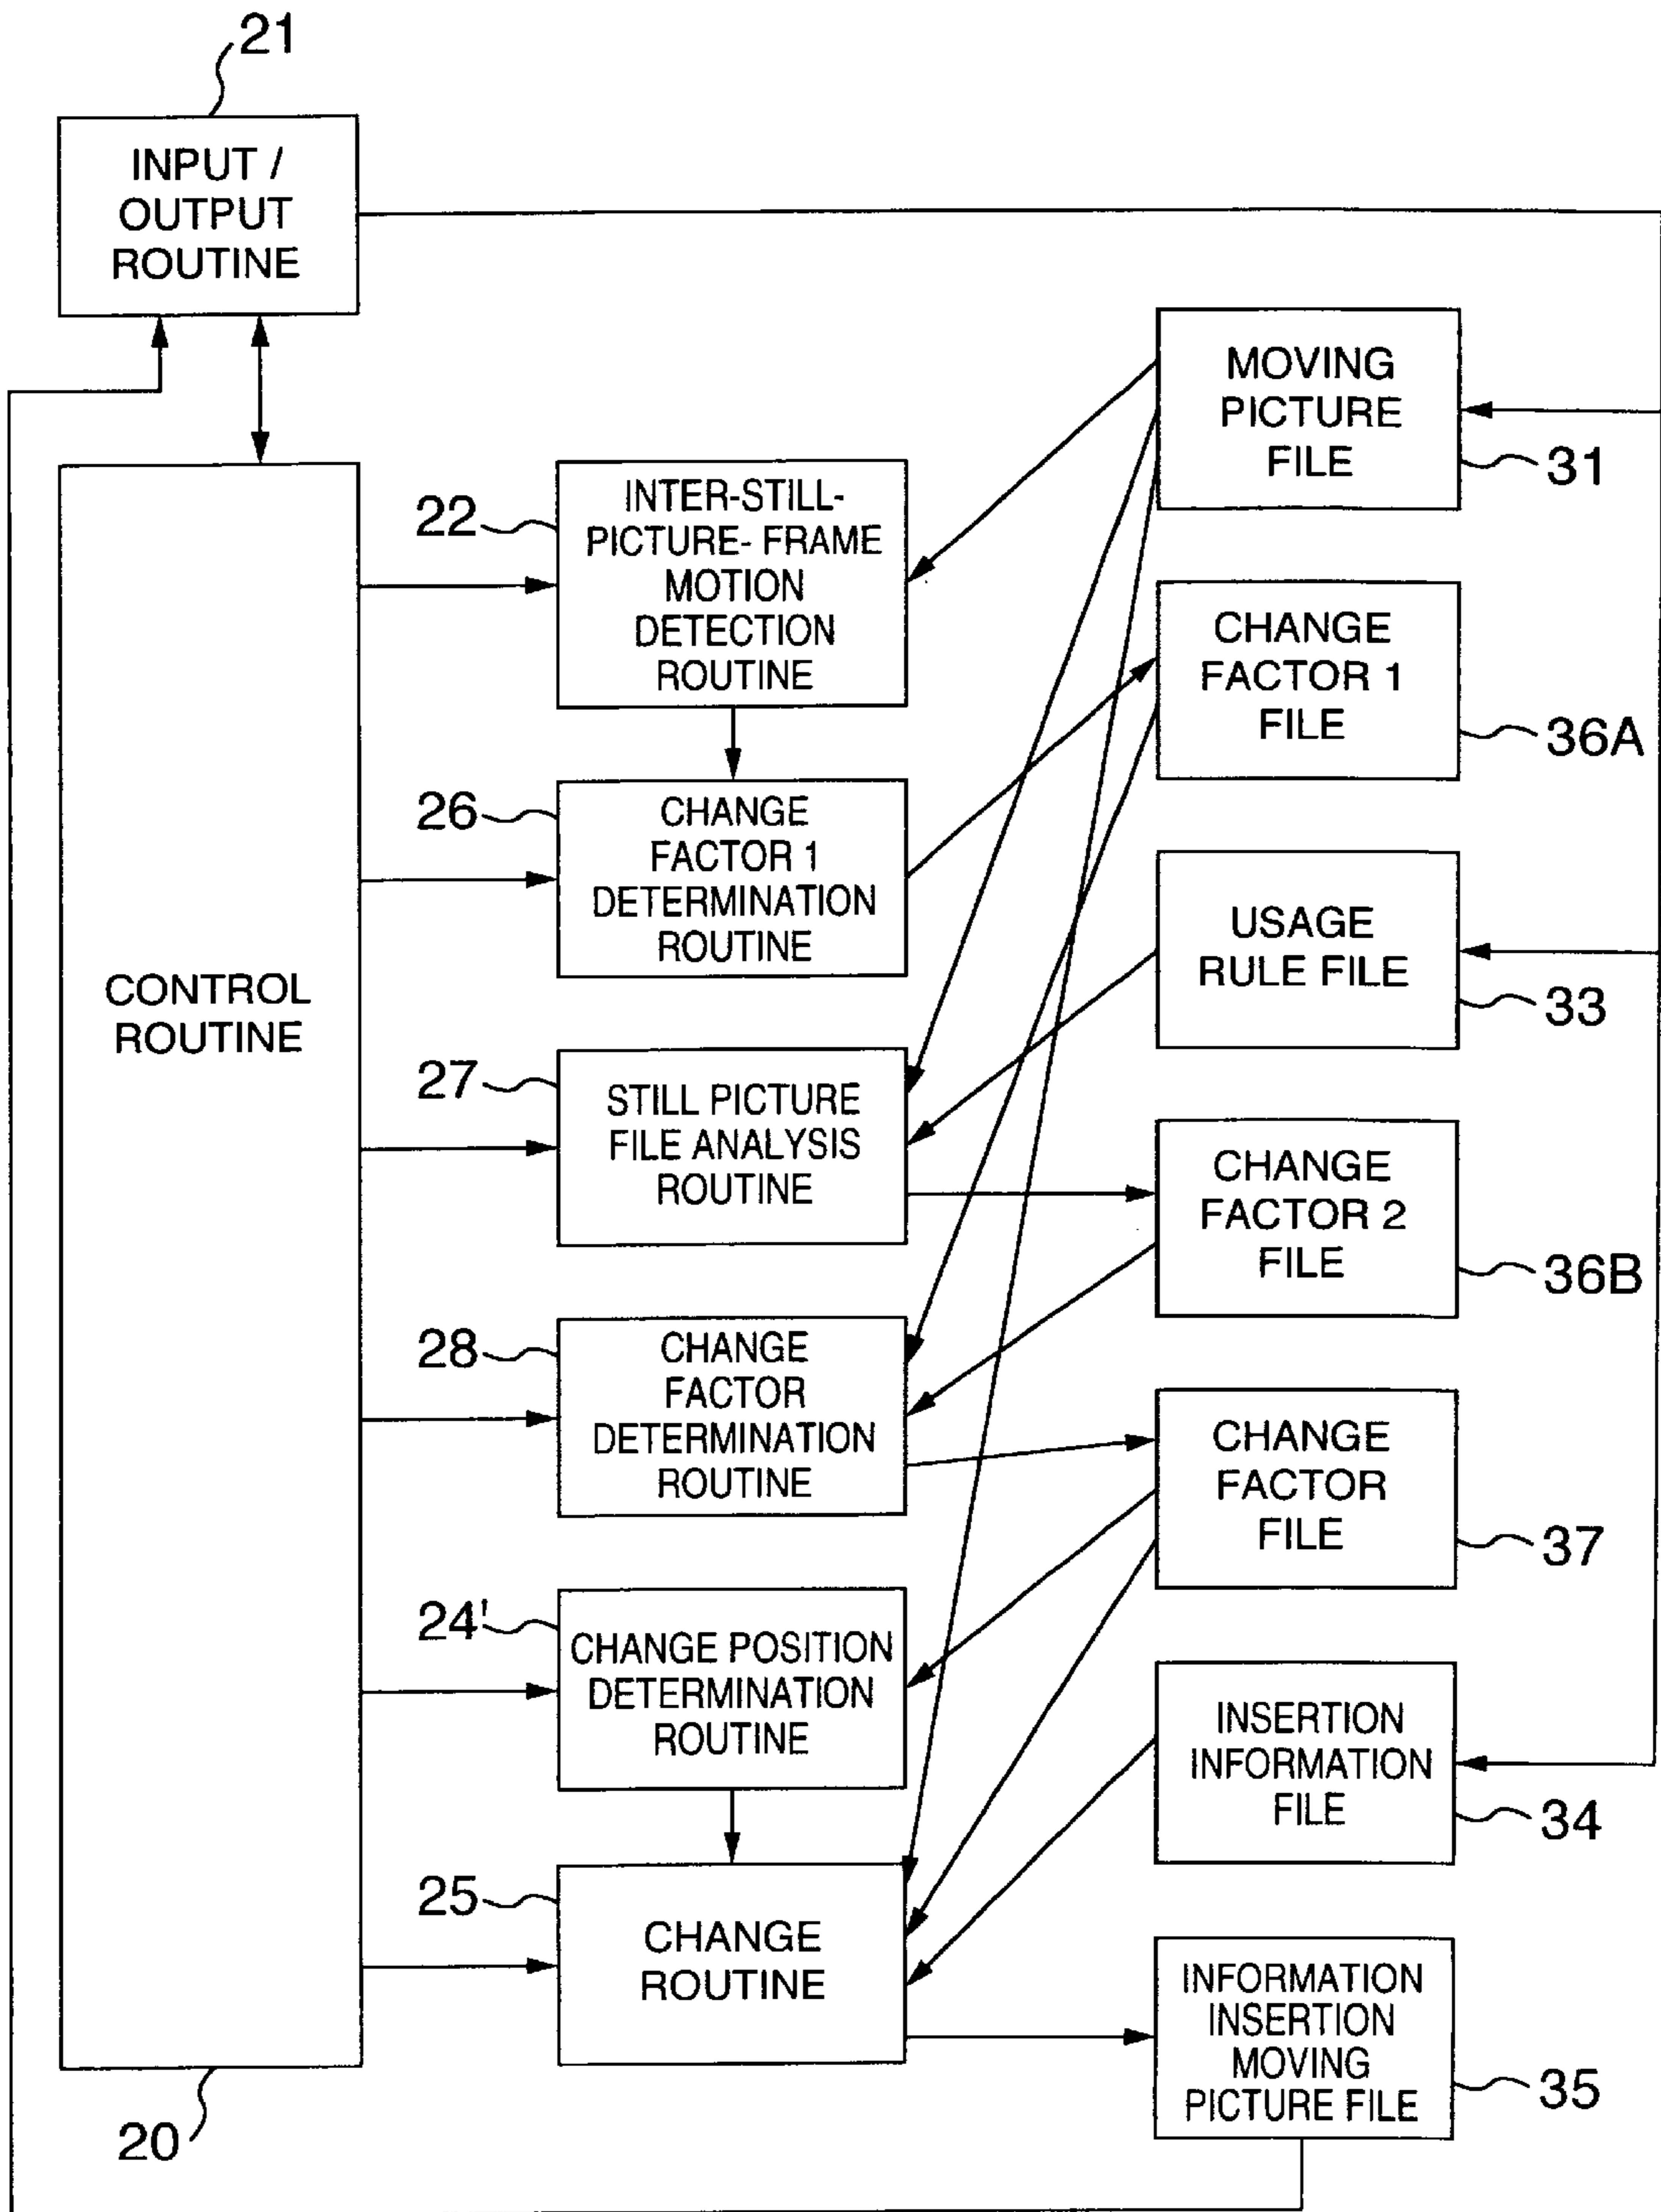 21
INPUT /
OUTPUT
ROUTINE
CONTROL
ROUTINE
20
22
INTER-STILL-
PICTURE- FRAME
MOTION
DETECTION
ROUTINE
26
CHANGE
FACTOR 1
DETERMINATION
ROUTINE
27
STILL PICTURE
FILE ANALYSIS
ROUTINE
28
CHANGE
FACTOR
DETERMINATION
ROUTINE
24'
CHANGE POSITION
DETERMINATION
ROUTINE
25
CHANGE
ROUTINE
MOVING
PICTURE
FILE
31
CHANGE
FACTOR 1
FILE
36A
USAGE
RULE FILE
33
CHANGE
FACTOR 2
FILE
36B
CHANGE
FACTOR
FILE
37
INSERTION
INFORMATION
FILE
34
INFORMATION
INSERTION
MOVING
PICTURE FILE
35